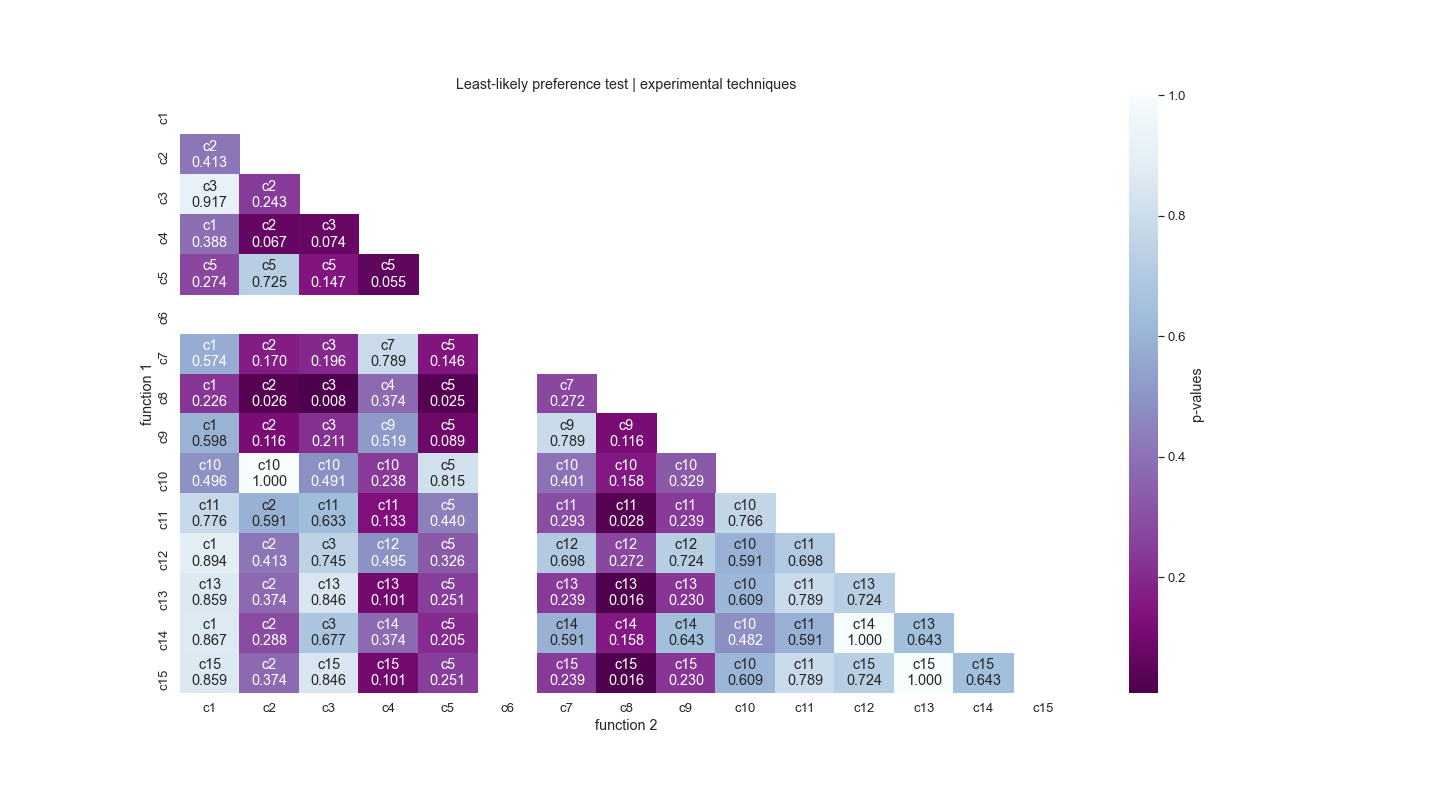 Least-likely preference test | experimental techniques
c1
c2
c2
0.413
c3
c3 c2
0.917 0.243
c4
c1 c2 c3
0.388 0.067 0.074
c5
c5 c5 c5 c5
0.274 0.725 0.147 0.055
c6
c7
c1 c2 c3 c7 c5
0.574 0.170 0.196 0.789 0.146
c8
c1 c2 c3 c4 c5 c7
0.226 0.026 0.008 0.374 0.025 0.272
c9
c1 c2 c3 c9 c5 c9 c9
0.598 0.116 0.211 0.519 0.089 0.789 0.116
c10
c10 c10 c10 c10 c5 c10 c10 c10
0.496 1.000 0.491 0.238 0.815 0.401 0.158 0.329
c11
c11 c2 c11 c11 c5 c11 c11 c11 c10
0.776 0.591 0.633 0.133 0.440 0.293 0.028 0.239 0.766
c12
c1 c2 c3 c12 c5 c12 c8 c12 c10 c11
0.894 0.413 0.745 0.495 0.326 0.698 0.272 0.724 0.591 0.698
c13
c13 c2 c13 c13 c5 c13 c13 c13 c10 c11 c13
0.859 0.374 0.846 0.101 0.251 0.239 0.016 0.230 0.609 0.789 0.724
c14
c1 c2 c3 c14 c5 c14 c14 c14 c10 c11 c14 c13
0.867 0.288 0.677 0.374 0.205 0.591 0.158 0.643 0.482 0.591 1.000 0.643
c15
c15 c2 c15 c15 c5 c15 c15 c15 c10 c11 c15 c15 c15
0.859 0.374 0.846 0.101 0.251 0.239 0.016 0.230 0.609 0.789 0.724 1.000 0.643
c1 c2 c3 c4 c5 c6 c7 c8 c9 c10 c11 c12 c13 c14 c15
function 2
function 1
1.0
0.8
0.6
0.4
0.2
p-values